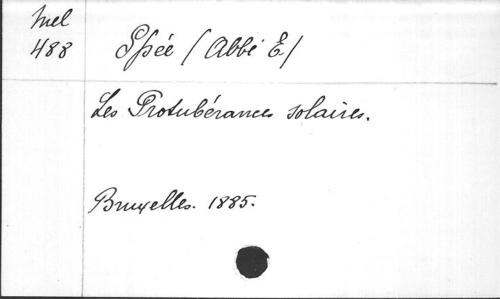 Mel
488
Spée (Abbé E)
Les Protubérances solaires.
Bruxelles. 1885.